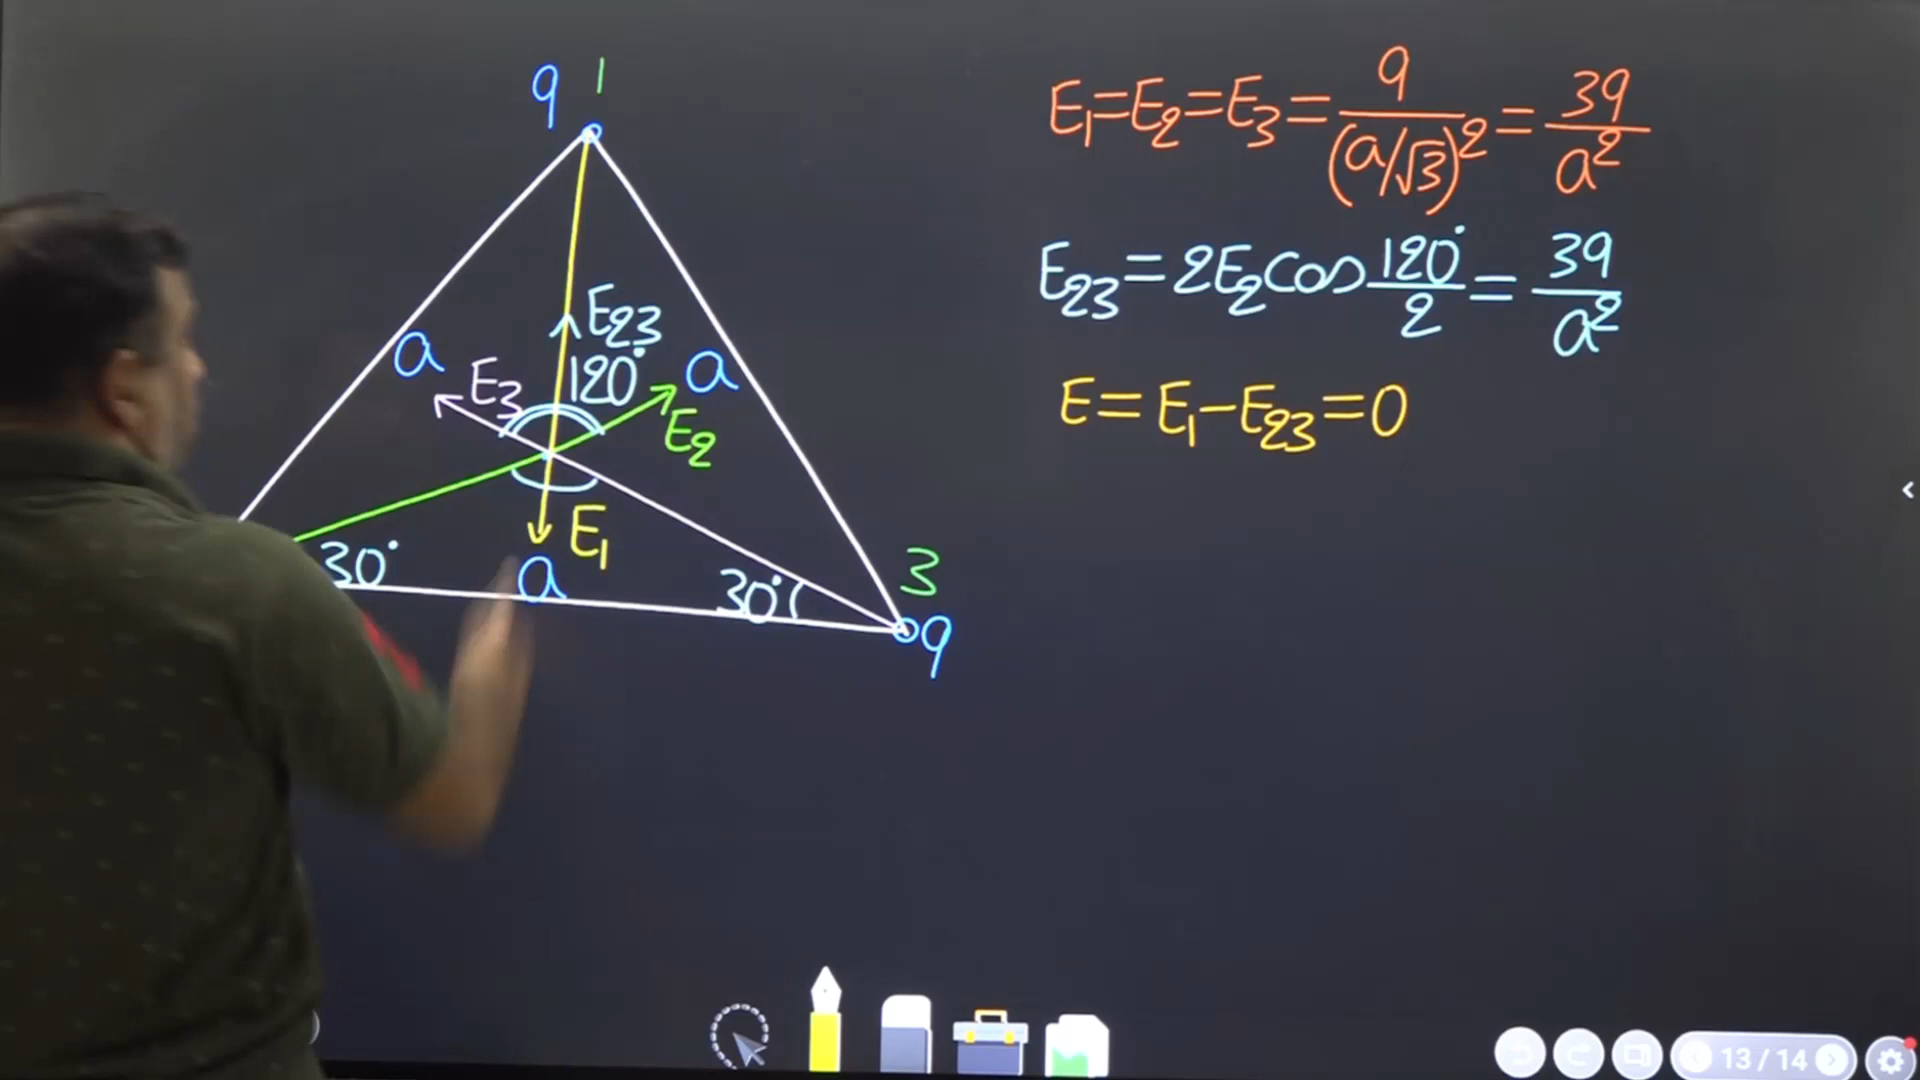 q 1
E₁=E₂=E₃= q/(a/√3)² = 3q/a²
E₂₃=2E₂cos 120°/2 = 3q/a²
E=E₁-E₂₃=0
E₂₃
120°
a
a
E₃
E₂
E₁
a
30°
30°
3
q
13 / 14